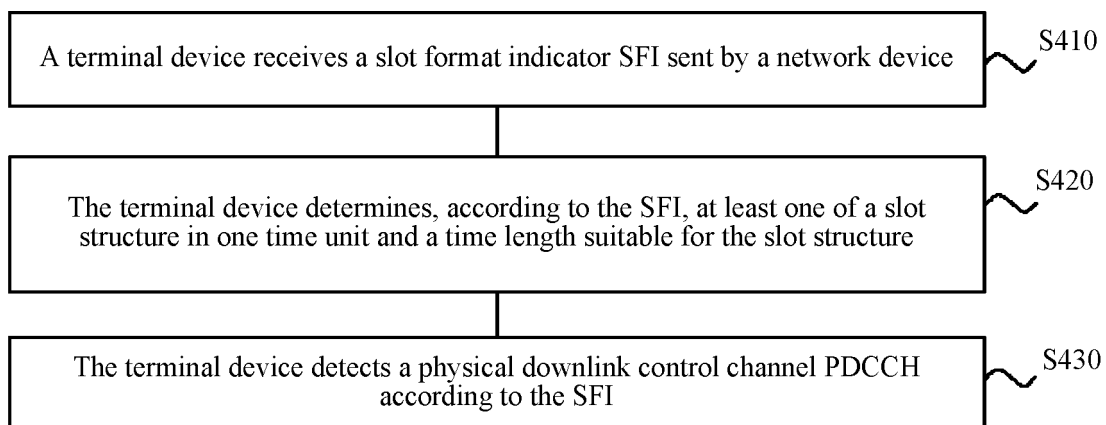 A terminal device receives a slot format indicator SFI sent by a network device
S410
The terminal device determines, according to the SFI, at least one of a slot
structure in one time unit and a time length suitable for the slot structure
S420
The terminal device detects a physical downlink control channel PDCCH
according to the SFI
S430